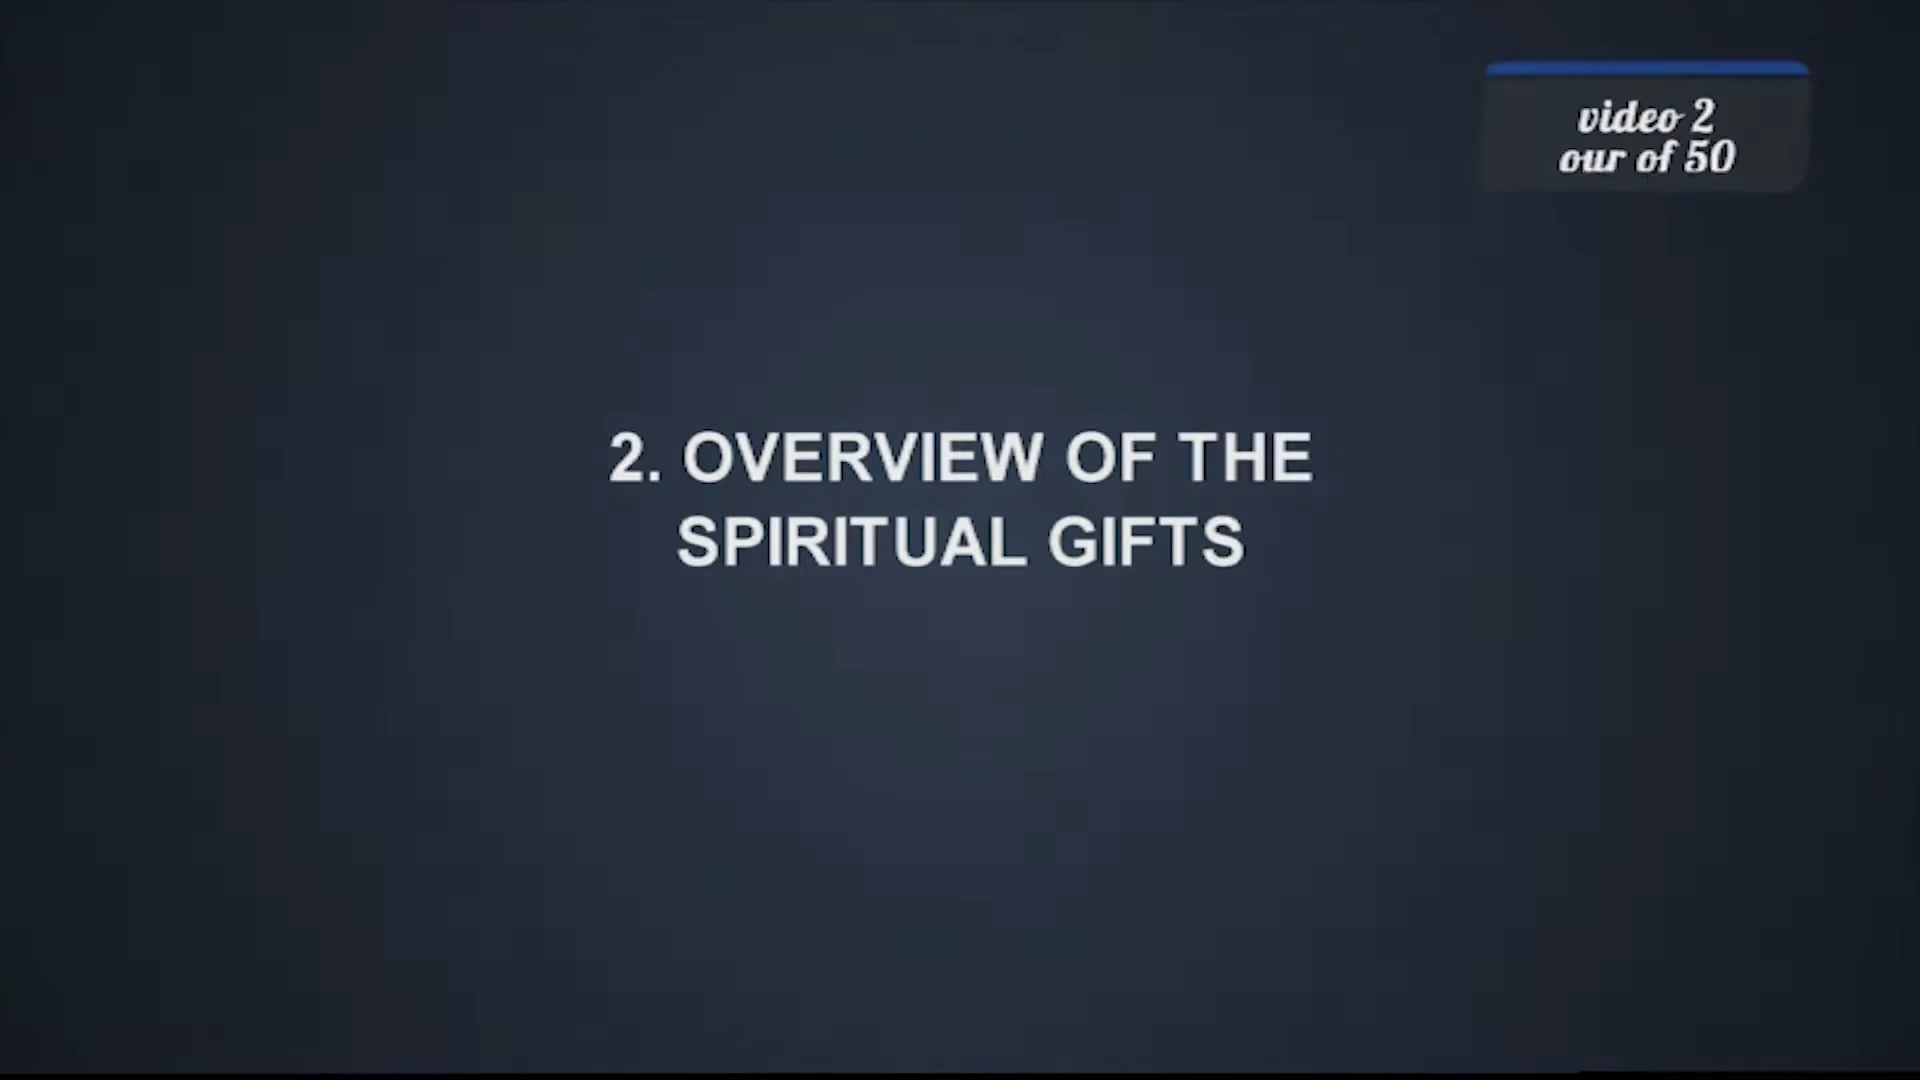 video 2
our of 50
2. OVERVIEW OF THE
SPIRITUAL GIFTS